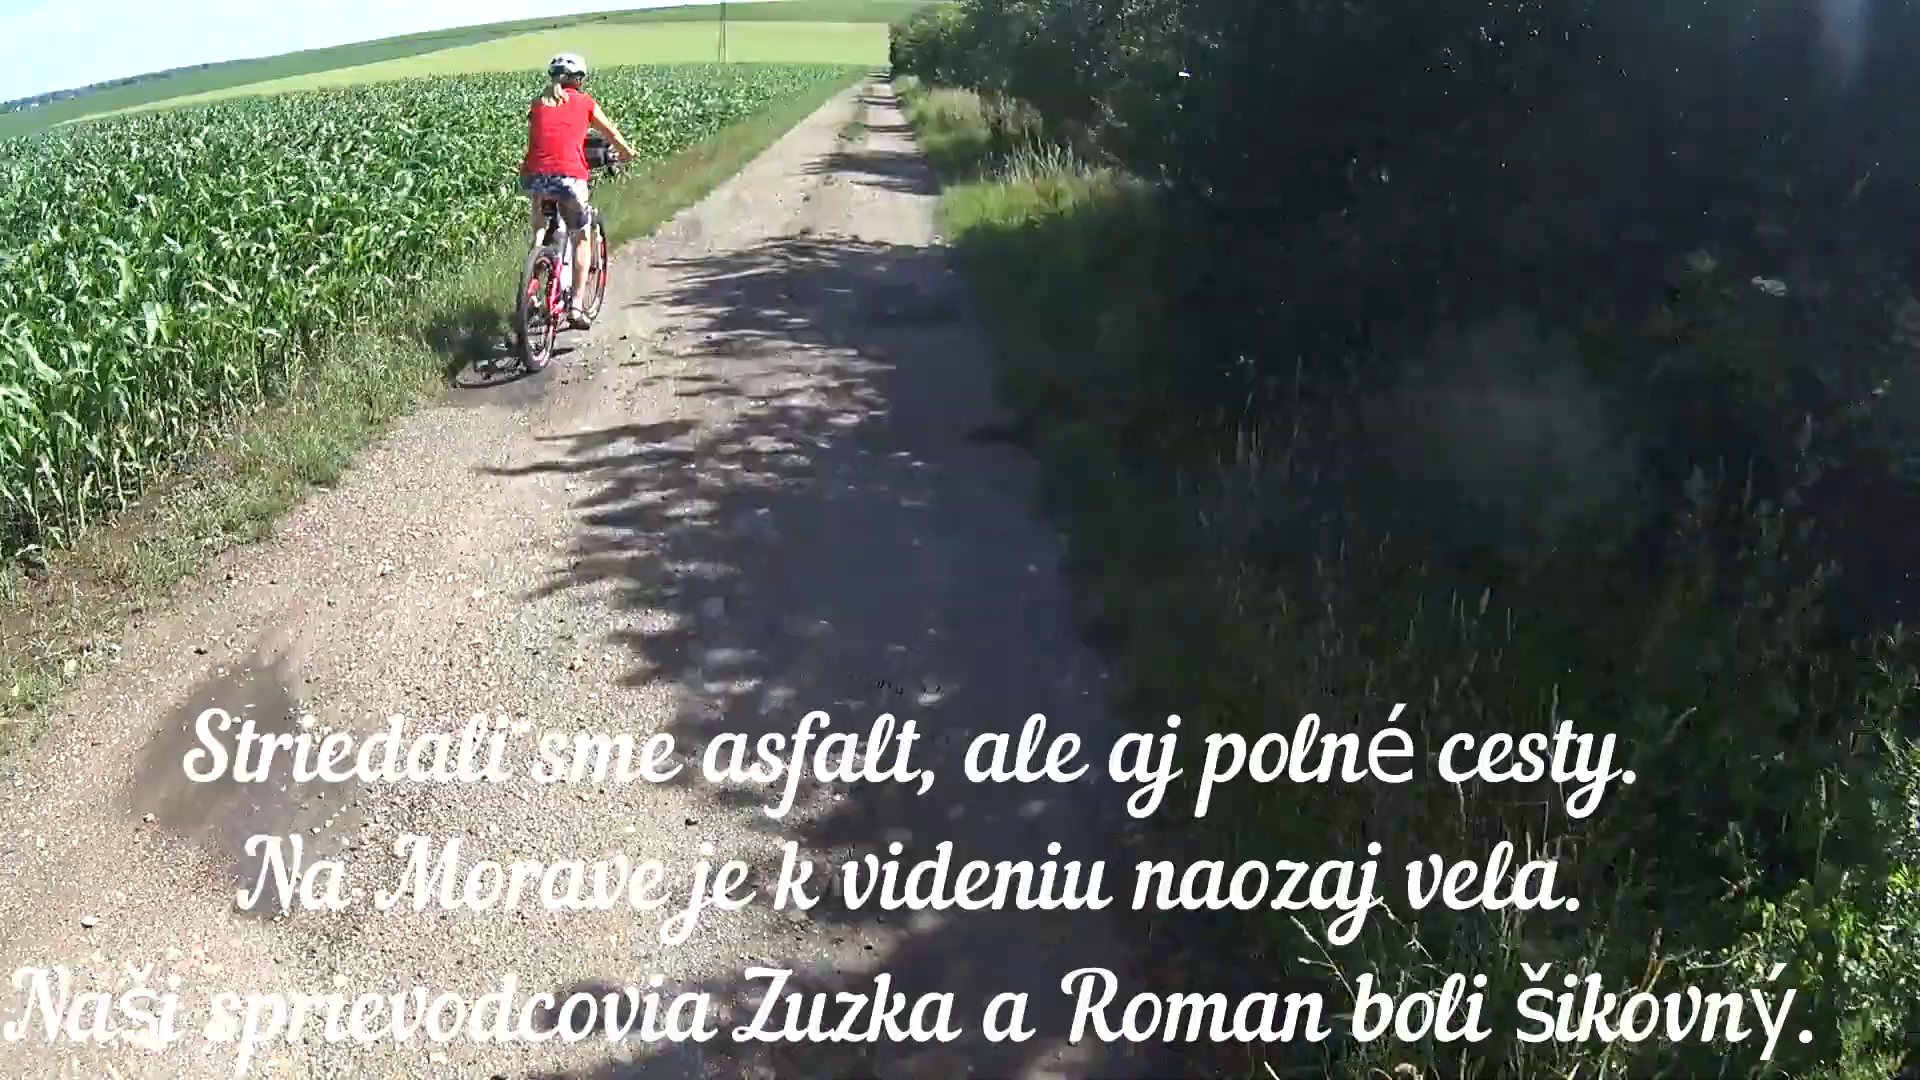 Striedali sme asfalt, ale aj polné cesty.
Na Morave je k videniu naozaj vela.
Naši sprievodcovia Zuzka a Roman boli šikovný.